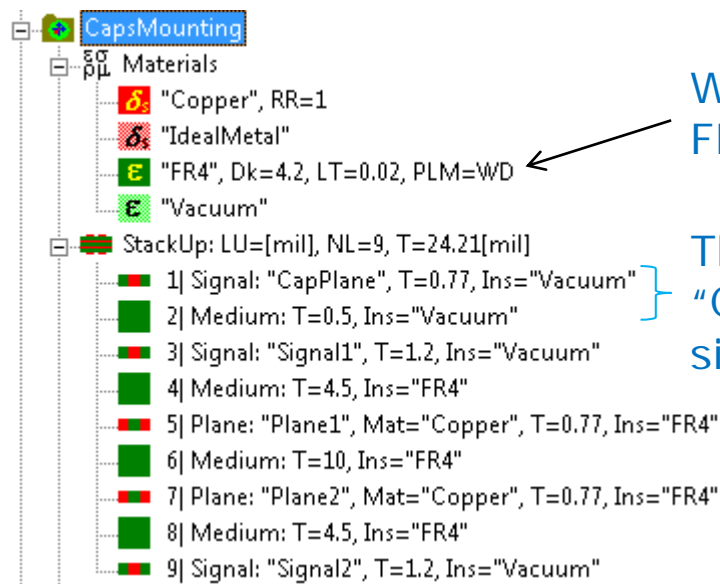 CapsMounting
εσ ρμ Materials
δs "Copper", RR=1
δs "IdealMetal"
ε "FR4", Dk=4.2, LT=0.02, PLM=WD
ε "Vacuum"
StackUp: LU=[mil], NL=9, T=24.21[mil]
1| Signal: "CapPlane", T=0.77, Ins="Vacuum"
2| Medium: T=0.5, Ins="Vacuum"
3| Signal: "Signal1", T=1.2, Ins="Vacuum"
4| Medium: T=4.5, Ins="FR4"
5| Plane: "Plane1", Mat="Copper", T=0.77, Ins="FR4"
6| Medium: T=10, Ins="FR4"
7| Plane: "Plane2", Mat="Copper", T=0.77, Ins="FR4"
8| Medium: T=4.5, Ins="FR4"
9| Signal: "Signal2", T=1.2, Ins="Vacuum"